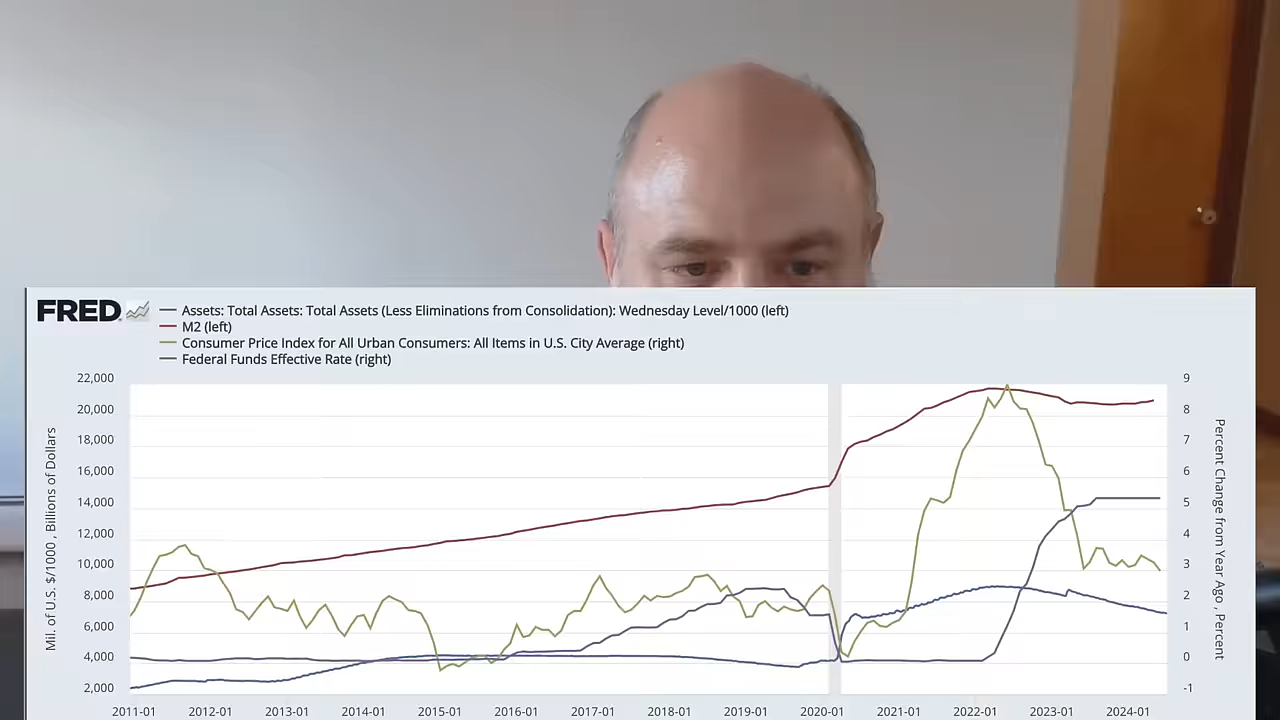 FRED
Assets: Total Assets: Total Assets (Less Eliminations from Consolidation): Wednesday Level/1000 (left)
M2 (left)
Consumer Price Index for All Urban Consumers: All Items in U.S. City Average (right)
Federal Funds Effective Rate (right)
Mil. of U.S. $/1000 , Billions of Dollars
22,000
20,000
18,000
16,000
14,000
12,000
10,000
8,000
6,000
4,000
2,000
9
8
7
6
5
4
3
2
1
0
-1
Percent Change from Year Ago , Percent
2011-01 2012-01 2013-01 2014-01 2015-01 2016-01 2017-01 2018-01 2019-01 2020-01 2021-01 2022-01 2023-01 2024-01